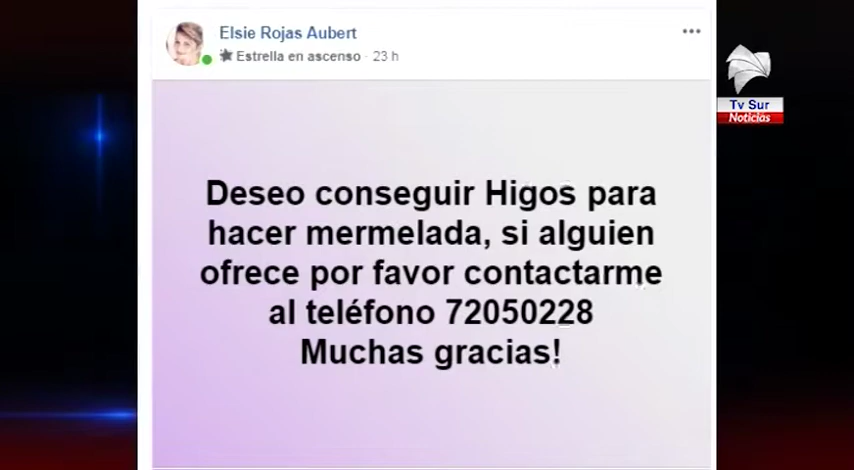 Elsie Rojas Aubert
Estrella en ascenso · 23 h
Tv Sur
Noticias
Deseo conseguir Higos para
hacer mermelada, si alguien
ofrece por favor contactarme
al teléfono 72050228
Muchas gracias!